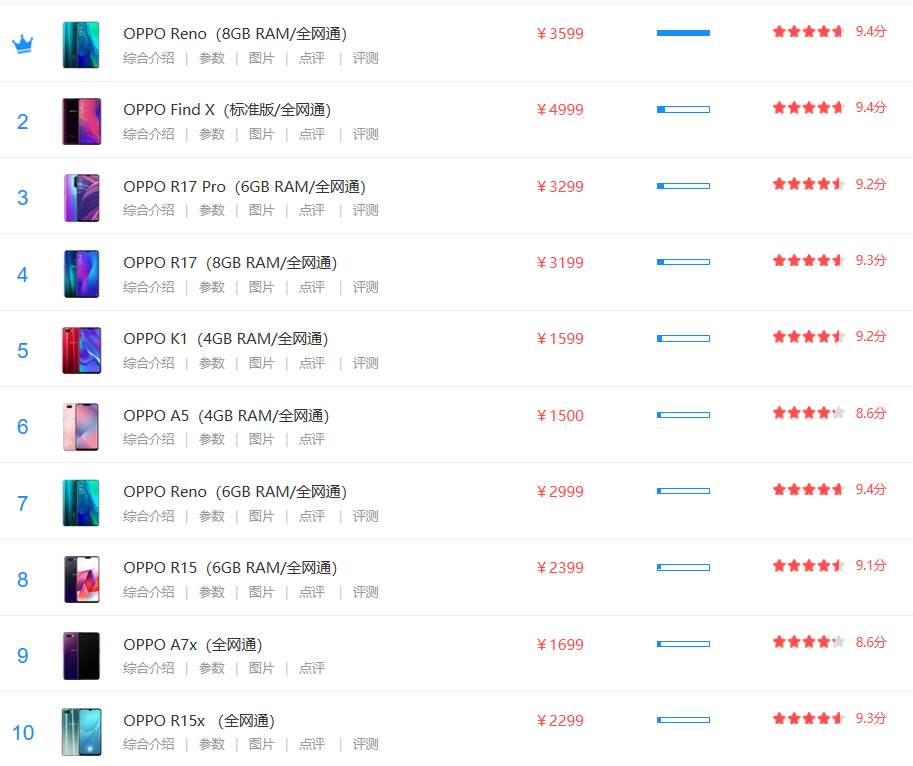 OPPO Reno（8GB RAM/全网通） ￥3599 9.4分
综合介绍 | 参数 | 图片 | 点评 | 评测
2 OPPO Find X（标准版/全网通） ￥4999 9.4分
综合介绍 | 参数 | 图片 | 点评 | 评测
3 OPPO R17 Pro（6GB RAM/全网通） ￥3299 9.2分
综合介绍 | 参数 | 图片 | 点评 | 评测
4 OPPO R17（8GB RAM/全网通） ￥3199 9.3分
综合介绍 | 参数 | 图片 | 点评 | 评测
5 OPPO K1（4GB RAM/全网通） ￥1599 9.2分
综合介绍 | 参数 | 图片 | 点评 | 评测
6 OPPO A5（4GB RAM/全网通） ￥1500 8.6分
综合介绍 | 参数 | 图片 | 点评
7 OPPO Reno（6GB RAM/全网通） ￥2999 9.4分
综合介绍 | 参数 | 图片 | 点评 | 评测
8 OPPO R15（6GB RAM/全网通） ￥2399 9.1分
综合介绍 | 参数 | 图片 | 点评 | 评测
9 OPPO A7x（全网通） ￥1699 8.6分
综合介绍 | 参数 | 图片 | 点评
10 OPPO R15x （全网通） ￥2299 9.3分
综合介绍 | 参数 | 图片 | 点评 | 评测